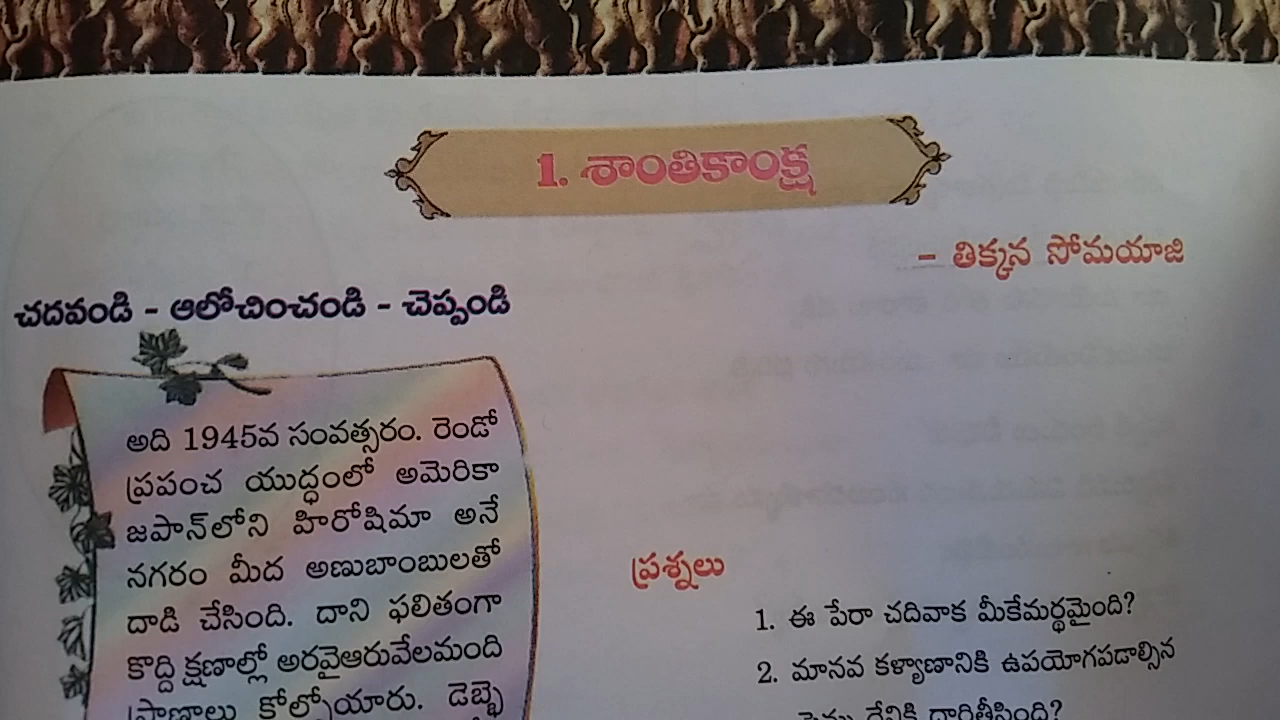 1. శాంతికాంక్ష
- తిక్కన సోమయాజి
చదవండి - ఆలోచించండి - చెప్పండి
అది 1945వ సంవత్సరం. రెండో
ప్రపంచ యుద్ధంలో అమెరికా
జపాన్‌లోని హిరోషిమా అనే
నగరం మీద అణుబాంబులతో
దాడి చేసింది. దాని ఫలితంగా
కొద్ది క్షణాల్లో అరవైఆరువేలమంది
ప్రాణాలు కోల్పోయారు. డెబ్భై
ప్రశ్నలు
1. ఈ పేరా చదివాక మీకేమర్థమైంది?
2. మానవ కళ్యాణానికి ఉపయోగపడాల్సిన
దేనికి దారితీసింది?